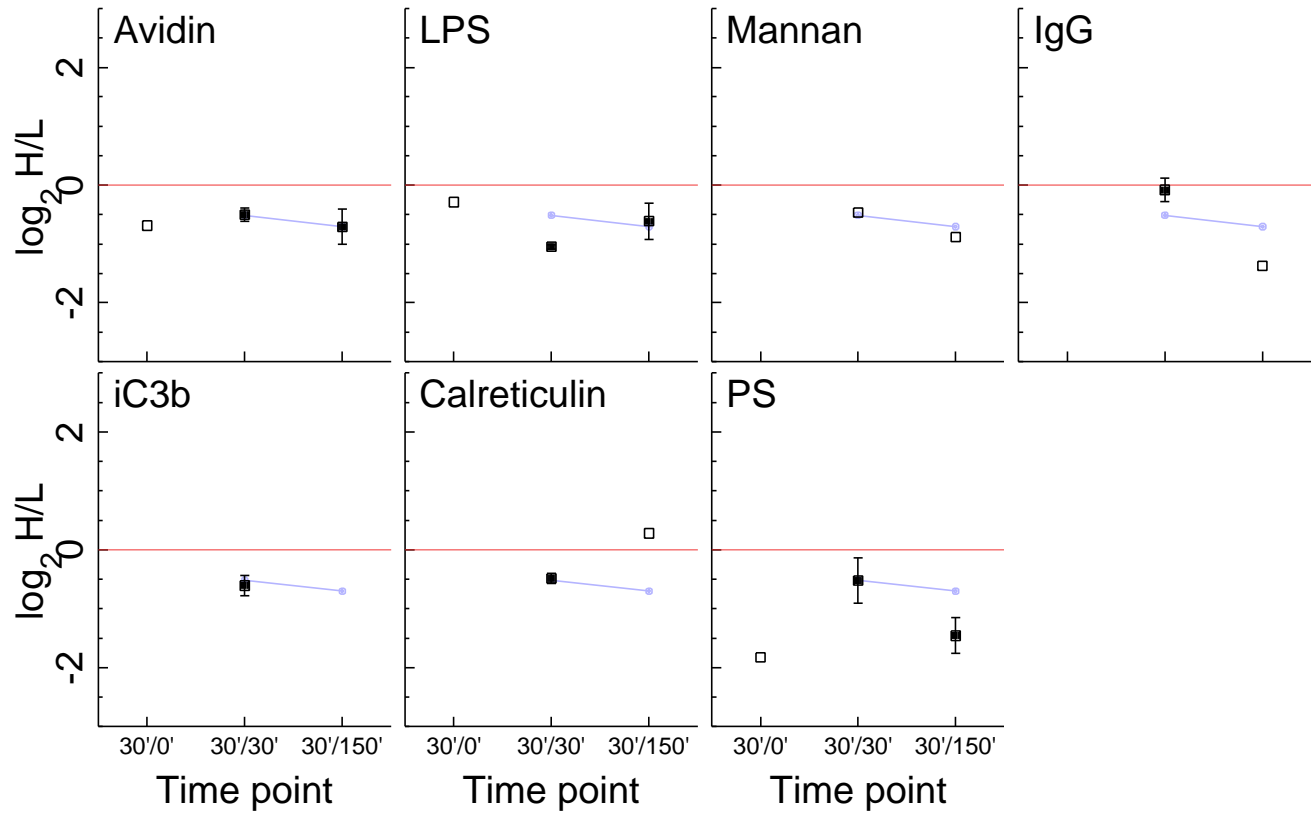 Avidin
LPS
Mannan
IgG
log2 H/L
2
0
-2
iC3b
Calreticulin
PS
log2 H/L
2
0
-2
30'/0' 30'/30' 30'/150'
30'/0' 30'/30' 30'/150'
30'/0' 30'/30' 30'/150'
Time point
Time point
Time point